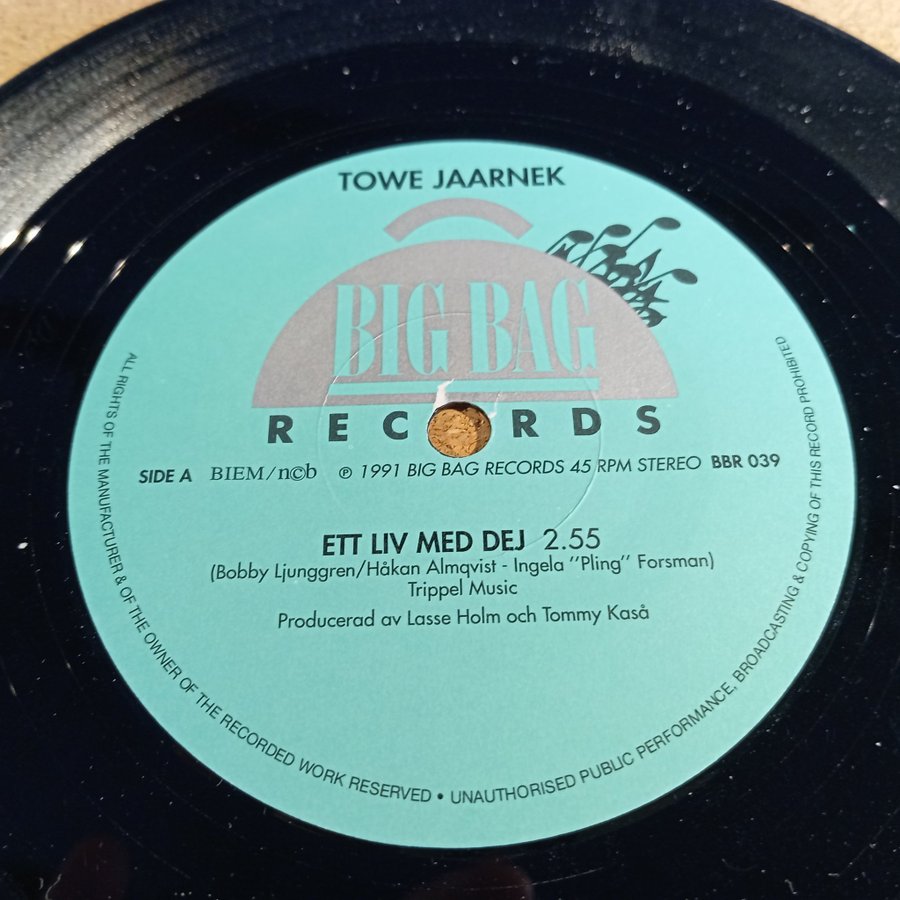 TOWE JAARNEK
BIG BAG
RECORDS
SIDE A BIEM/n©b ℗ 1991 BIG BAG RECORDS 45 RPM STEREO BBR 039
ETT LIV MED DEJ 2.55
(Bobby Ljunggren/Håkan Almqvist - Ingela "Pling" Forsman)
Trippel Music
Producerad av Lasse Holm och Tommy Kaså
ALL RIGHTS OF THE MANUFACTURER & OF THE OWNER OF THE RECORDED WORK RESERVED • UNAUTHORISED PUBLIC PERFORMANCE, BROADCASTING & COPYING OF THIS RECORD PROHIBITED